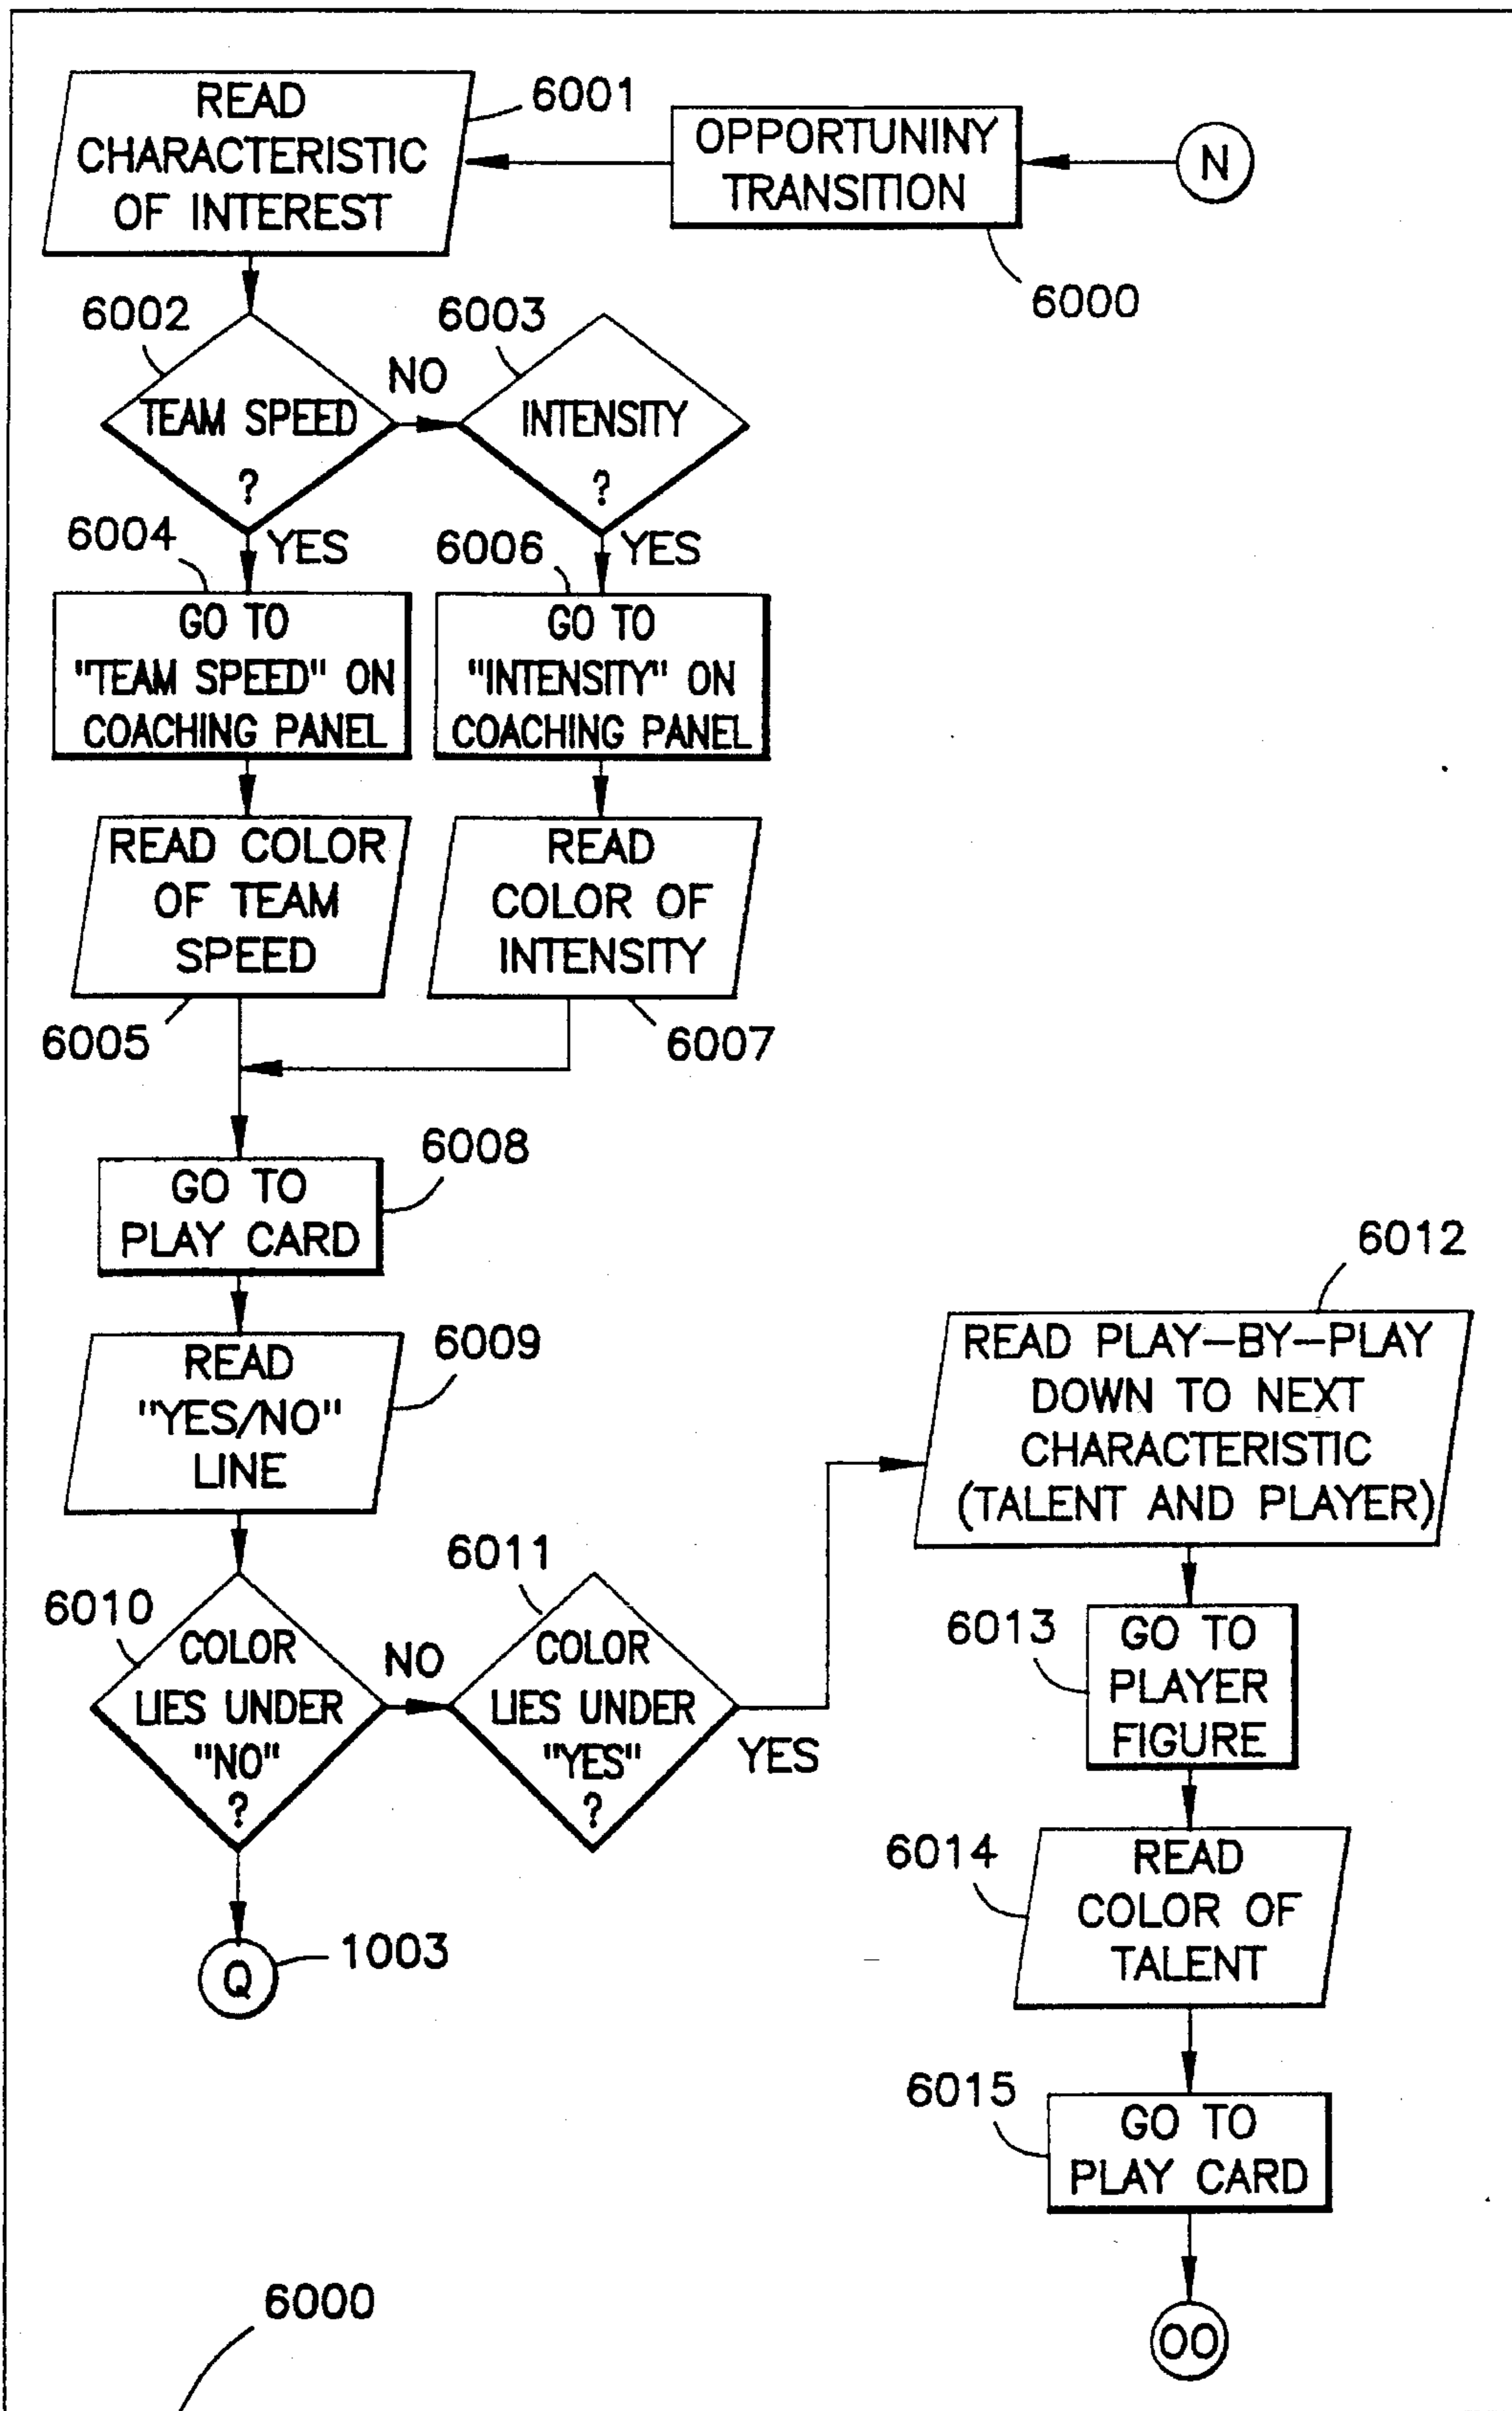 READ
CHARACTERISTIC
OF INTEREST
6001
OPPORTUNINY
TRANSITION
N
6000
6002
TEAM SPEED
?
NO
6003
INTENSITY
?
6004
YES
6006
YES
GO TO
"TEAM SPEED" ON
COACHING PANEL
GO TO
"INTENSITY" ON
COACHING PANEL
READ COLOR
OF TEAM
SPEED
READ
COLOR OF
INTENSITY
6005
6007
6008
GO TO
PLAY CARD
6009
READ
"YES/NO"
LINE
6010
COLOR
LIES UNDER
"NO"
?
NO
6011
COLOR
LIES UNDER
"YES"
?
YES
Q
1003
6012
READ PLAY-BY-PLAY
DOWN TO NEXT
CHARACTERISTIC
(TALENT AND PLAYER)
6013
GO TO
PLAYER
FIGURE
6014
READ
COLOR OF
TALENT
6015
GO TO
PLAY CARD
OO
6000